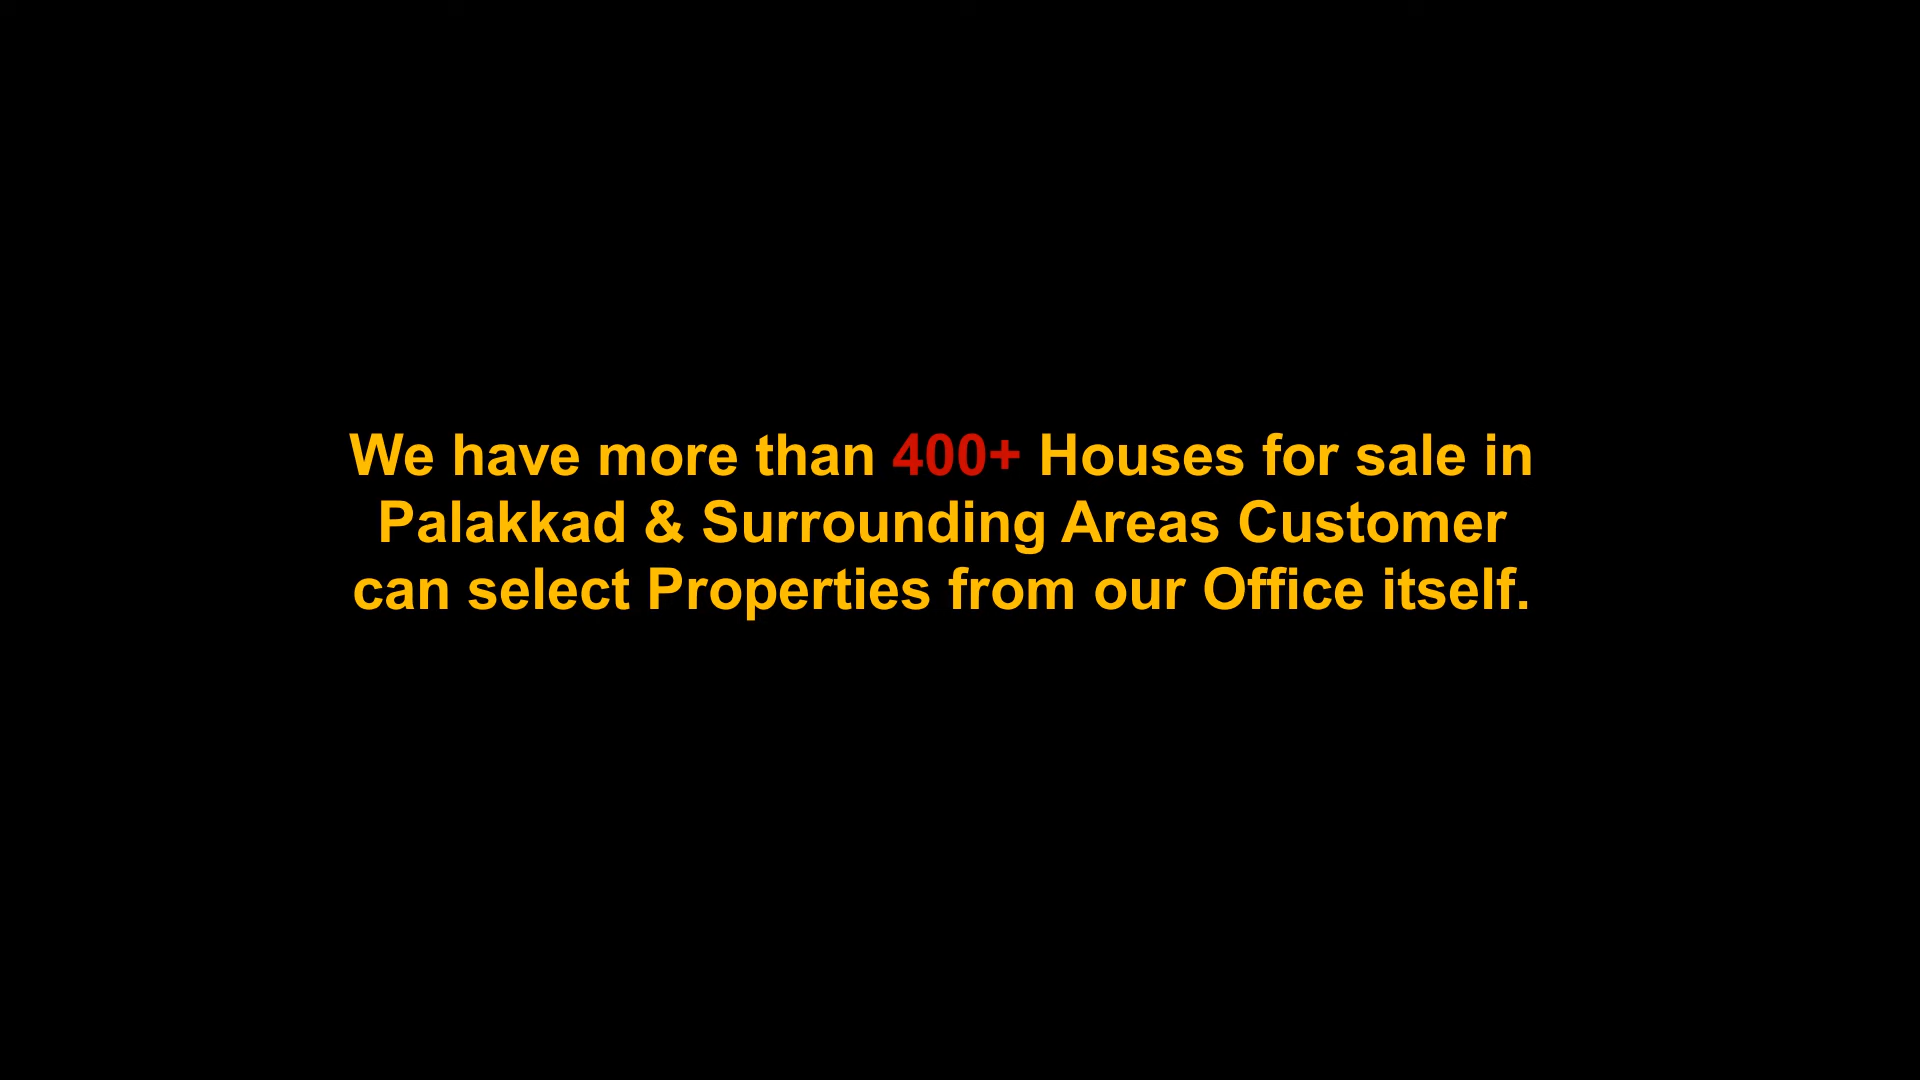 We have more than 400+ Houses for sale in
Palakkad & Surrounding Areas Customer
can select Properties from our Office itself.